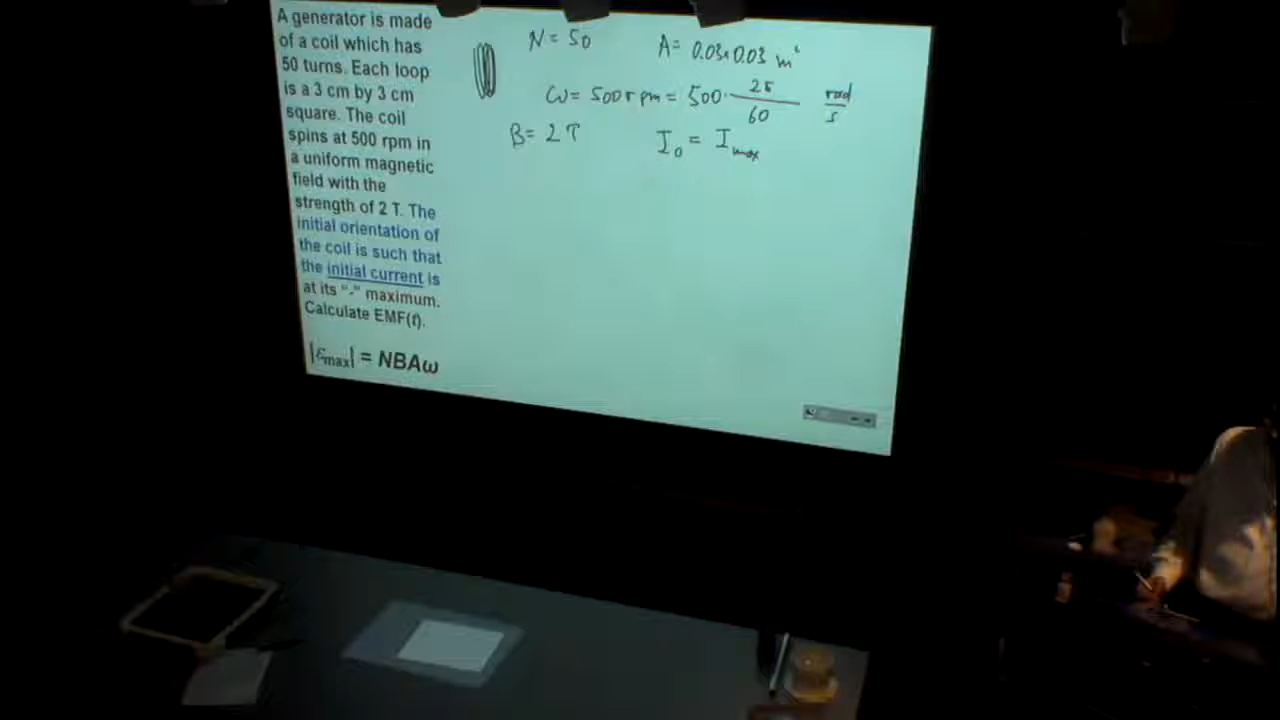 A generator is made
of a coil which has
50 turns. Each loop
is a 3 cm by 3 cm
square. The coil
spins at 500 rpm in
a uniform magnetic
field with the
strength of 2 T. The
initial orientation of
the coil is such that
the initial current is
at its "-" maximum.
Calculate EMF(t).
|ℰmax| = NBAω
N = 50 A = 0.03×0.03 m²
ω = 500 rpm = 500 · 2π/60 rad/s
B = 2 T I₀ = I max